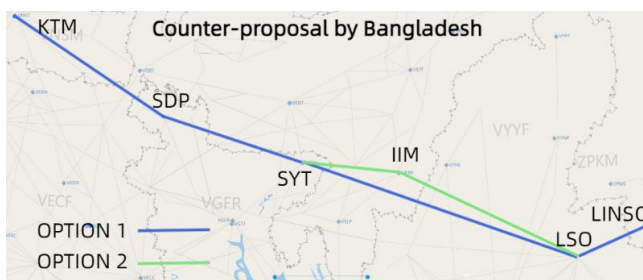 Counter-proposal by Bangladesh
KTM
SDP
IIM
VYYF
SYT
ZPKM
VECF
VGFR
LINSO
LSO
OPTION 1
OPTION 2